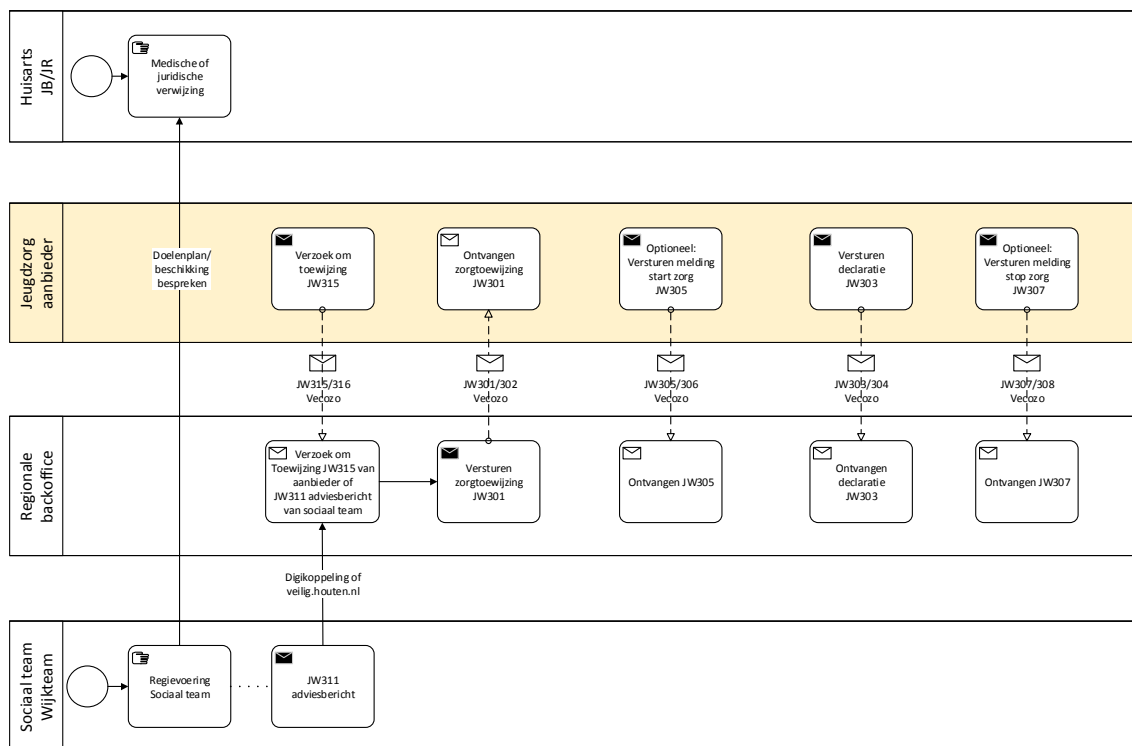 Huisarts
JB/JR
Medische of
juridische
verwijzing
Jeugdzorg
aanbieder
Doelenplan/
beschikking
bespreken
Verzoek om
toewijzing
JW315
Ontvangen
zorgtoewijzing
JW301
Optioneel:
Versturen melding
start zorg
JW305
Versturen
declaratie
JW303
Optioneel:
Versturen melding
stop zorg
JW307
JW315/316
Vecozo
JW301/302
Vecozo
JW305/306
Vecozo
JW303/304
Vecozo
JW307/308
Vecozo
Regionale
backoffice
Verzoek om
Toewijzing JW315 van
aanbieder of
JW311 adviesbericht
van sociaal team
Versturen
zorgtoewijzing
JW301
Ontvangen JW305
Ontvangen
declaratie
JW303
Ontvangen JW307
Digikoppeling of
veilig.houten.nl
Sociaal team
Wijkteam
Regievoering
Sociaal team
JW311
adviesbericht